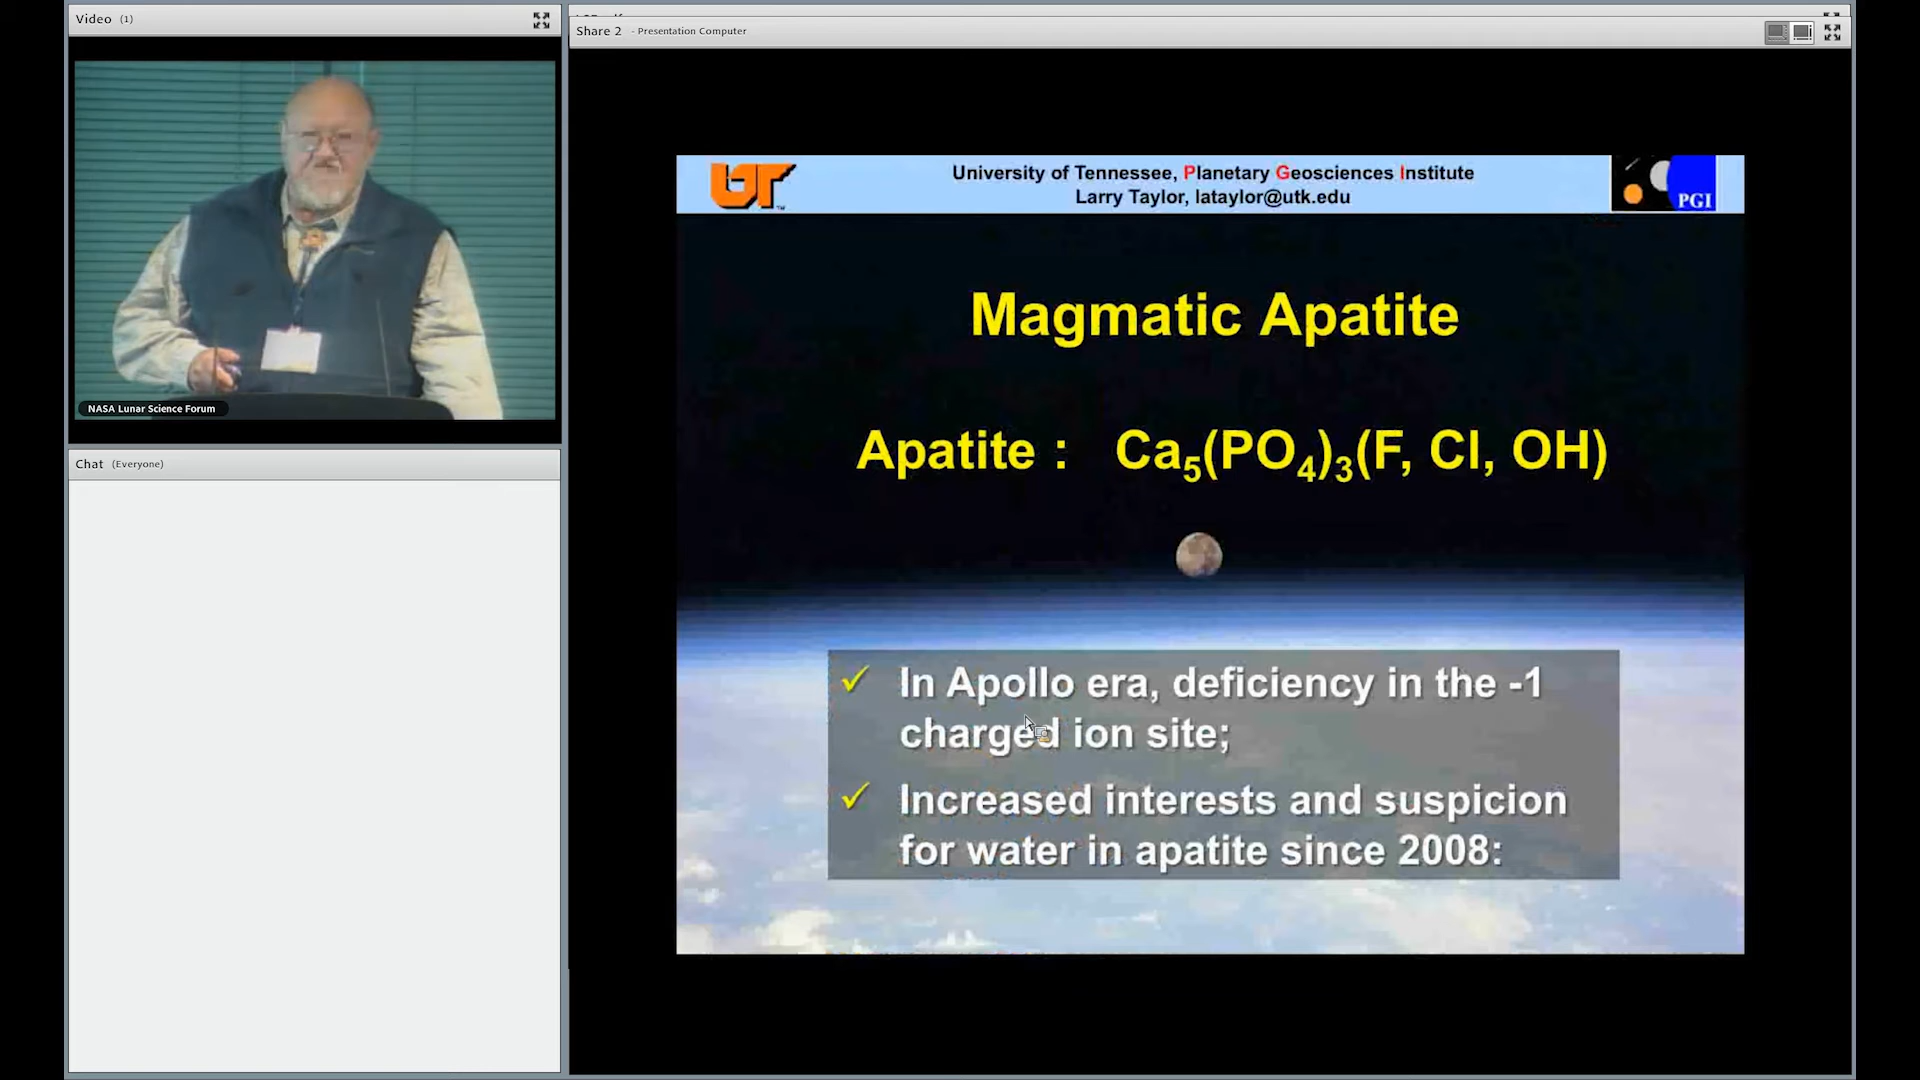 Video (1)
NASA Lunar Science Forum
Chat (Everyone)
Share 2 - Presentation Computer
UT
TM
University of Tennessee, Planetary Geosciences Institute
Larry Taylor, lataylor@utk.edu
PGI
Magmatic Apatite
Apatite : Ca5(PO4)3(F, Cl, OH)
✓ In Apollo era, deficiency in the -1
charged ion site;
✓ Increased interests and suspicion
for water in apatite since 2008: